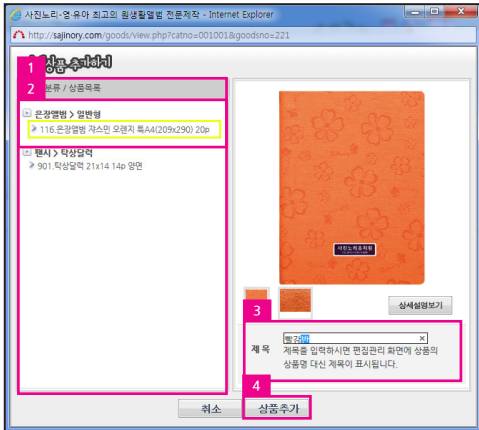 사진노리-영·유아 최고의 원생활앨범 전문제작 - Internet Explorer
http://sajinory.com/goods/view.php?catno=001001&goodsno=221
1
상품 추가하기
2
분류 / 상품목록
은장앨범 > 일반형
116.은장앨범 쟈스민 오렌지 특A4(209x290) 20p
팬시 > 탁상달력
901.탁상달력 21x14 14p 양면
사진노리유치원
상세설명보기
3
제 목
빨강반
제목을 입력하시면 편집관리 화면에 상품의
상품명 대신 제목이 표시됩니다.
4
취소
상품추가